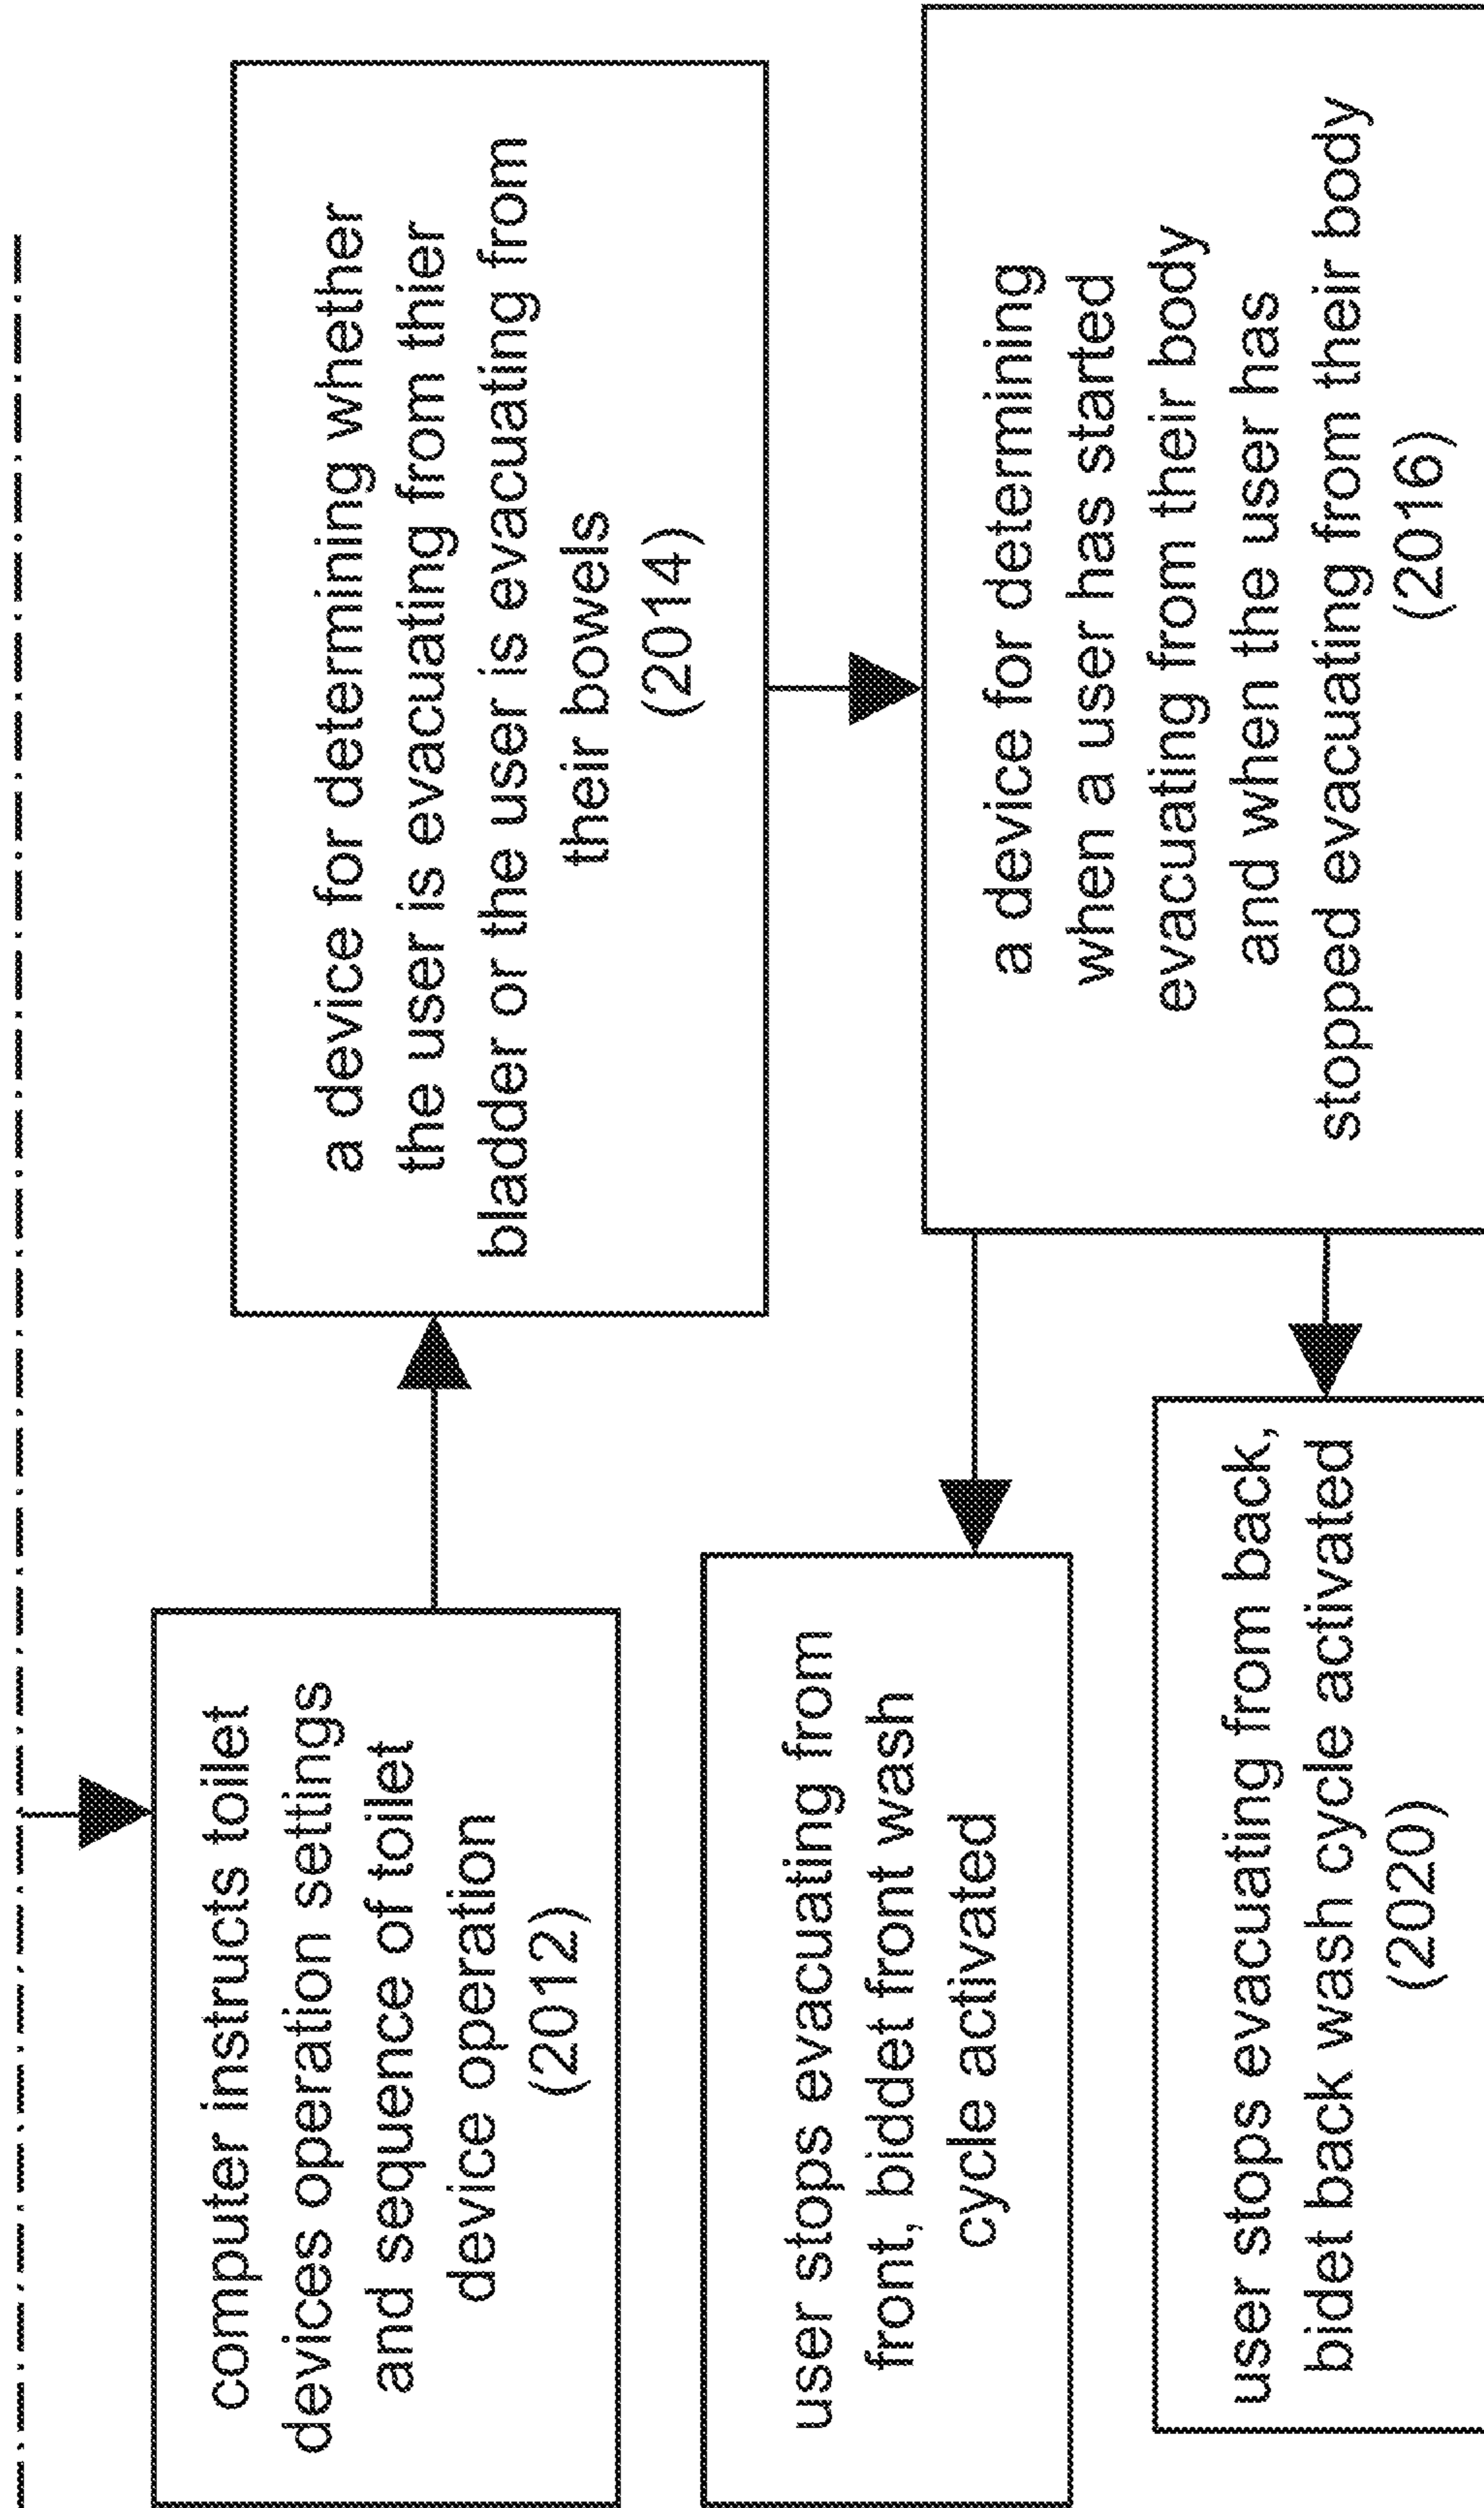 computer instructs toilet
devices operation settings
and sequence of toilet
device operation
(2012)
a device for determining whether
the user is evacuating from thier
bladder or the user is evacuating from
their bowels
(2014)
a device for determining
when a user has started
evacuating from their body
and when the user has
stopped evacuating from their body
(2016)
user stops evacuating from
front, biddet front wash
cycle activated
user stops evacuating from back,
bidet back wash cycle activated
(2020)